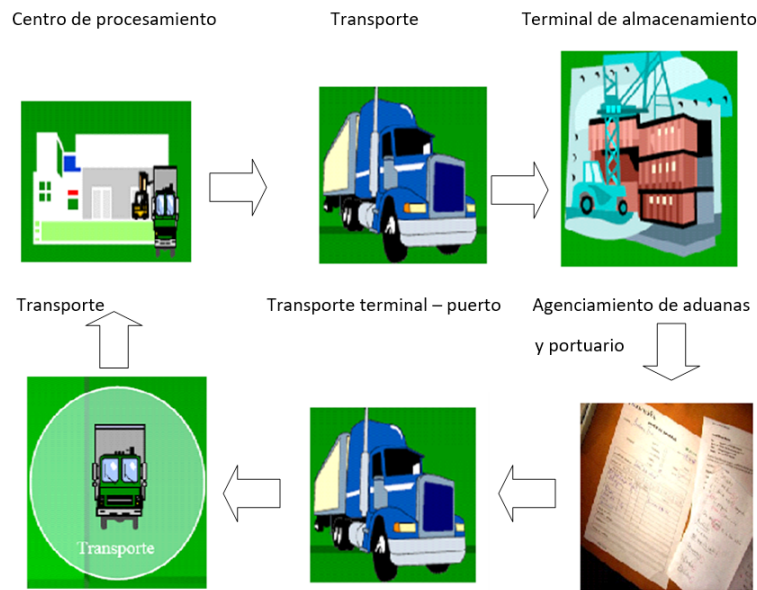 Centro de procesamiento
Transporte
Terminal de almacenamiento
Transporte
Transporte terminal – puerto
Agenciamiento de aduanas
y portuario
Transporte